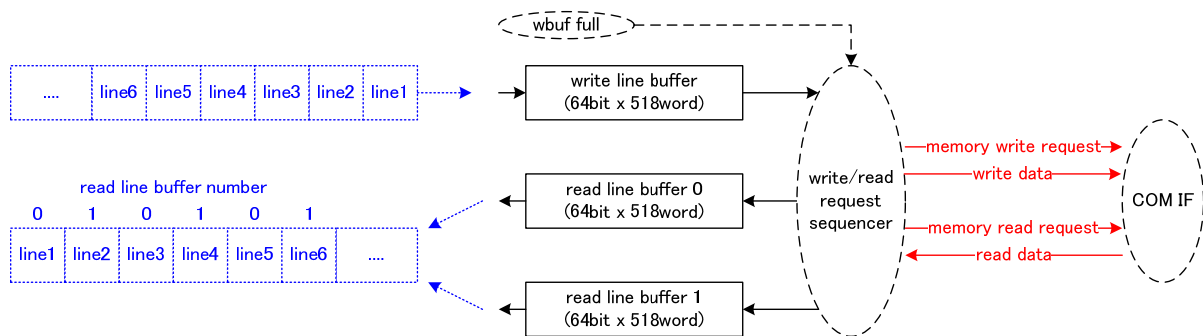 wbuf full
.... line6 line5 line4 line3 line2 line1
write line buffer
(64bit x 518word)
read line buffer number
0 1 0 1 0 1
line1 line2 line3 line4 line5 line6 ....
read line buffer 0
(64bit x 518word)
read line buffer 1
(64bit x 518word)
write/read
request
sequencer
memory write request
write data
memory read request
read data
COM IF